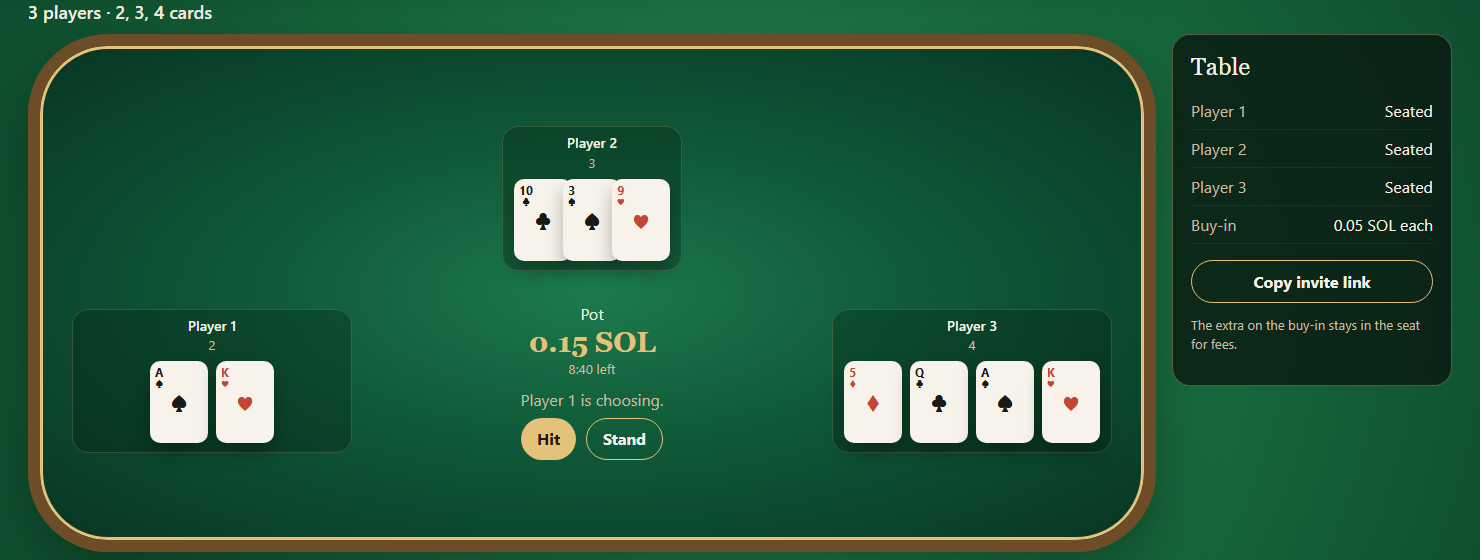 3 players · 2, 3, 4 cards
Player 2
3
10 3 9
Player 1
2
A K
Pot
0.15 SOL
8:40 left
Player 1 is choosing.
Hit Stand
Player 3
4
5 Q A K
Table
Player 1 Seated
Player 2 Seated
Player 3 Seated
Buy-in 0.05 SOL each
Copy invite link
The extra on the buy-in stays in the seat
for fees.